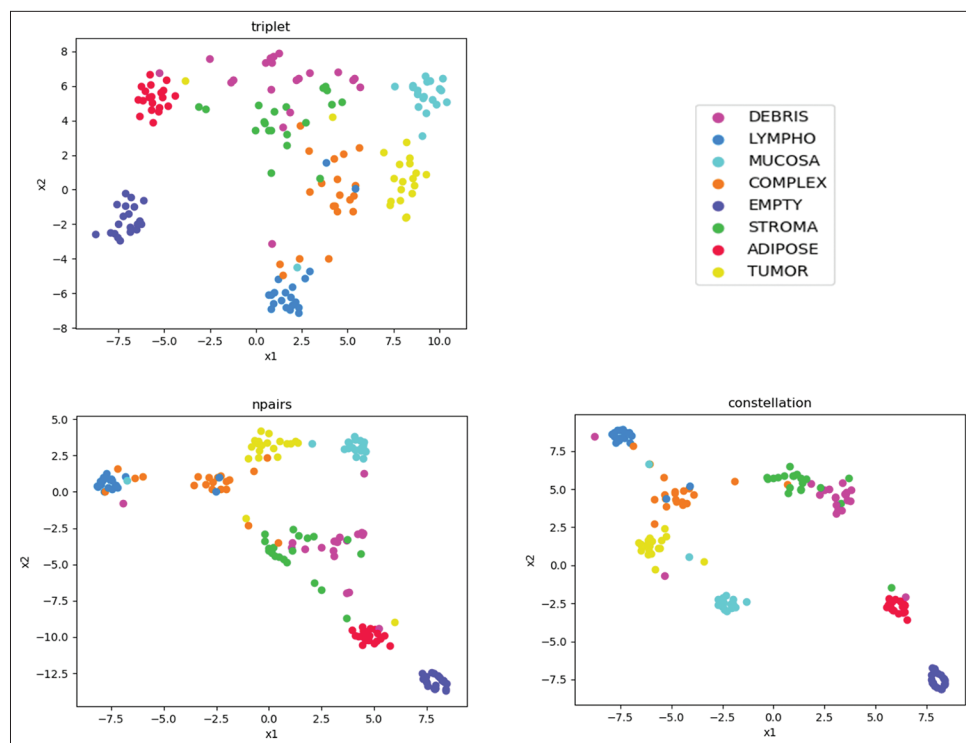 triplet
8
6
4
2
0
−2
−4
−6
−8
x2
−7.5 −5.0 −2.5 0.0 2.5 5.0 7.5 10.0
x1
DEBRIS
LYMPHO
MUCOSA
COMPLEX
EMPTY
STROMA
ADIPOSE
TUMOR
npairs
5.0
2.5
0.0
−2.5
−5.0
−7.5
−10.0
−12.5
x2
−7.5 −5.0 −2.5 0.0 2.5 5.0 7.5
x1
constellation
7.5
5.0
2.5
0.0
−2.5
−5.0
−7.5
x2
−7.5 −5.0 −2.5 0.0 2.5 5.0 7.5
x1